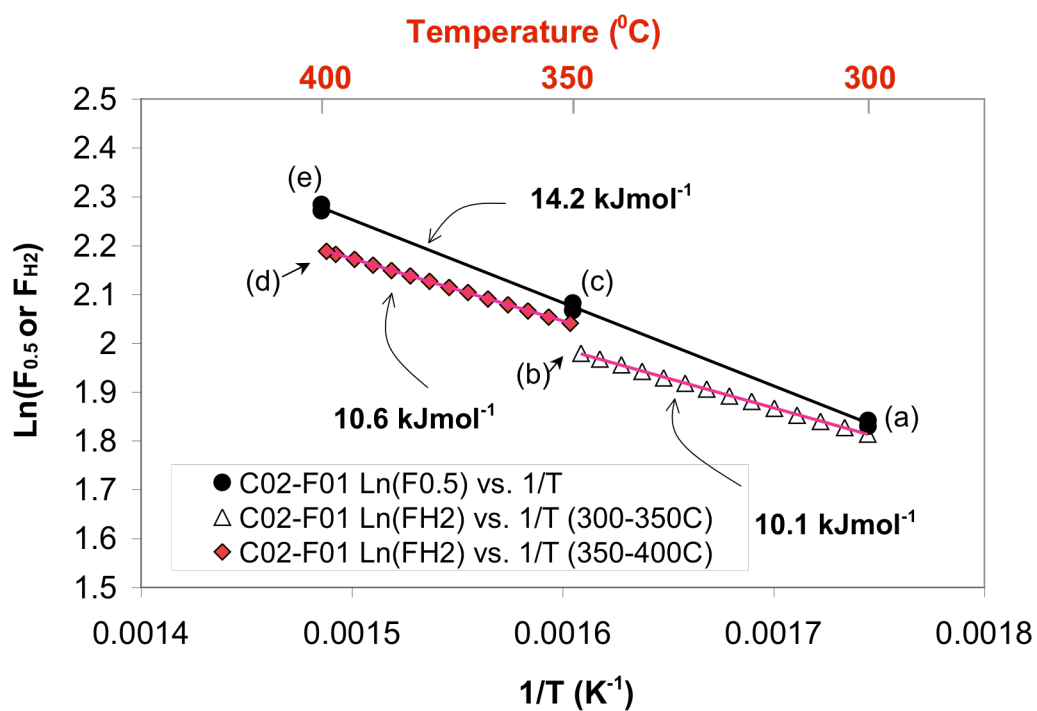 Temperature (⁰C)
400 350 300
2.5
2.4
2.3
2.2
2.1
2
1.9
1.8
1.7
1.6
1.5
Ln(F0.5 or FH2)
(e)
14.2 kJmol-1
(d)
(c)
(b)
10.6 kJmol-1
(a)
10.1 kJmol-1
C02-F01 Ln(F0.5) vs. 1/T
C02-F01 Ln(FH2) vs. 1/T (300-350C)
C02-F01 Ln(FH2) vs. 1/T (350-400C)
0.0014 0.0015 0.0016 0.0017 0.0018
1/T (K-1)